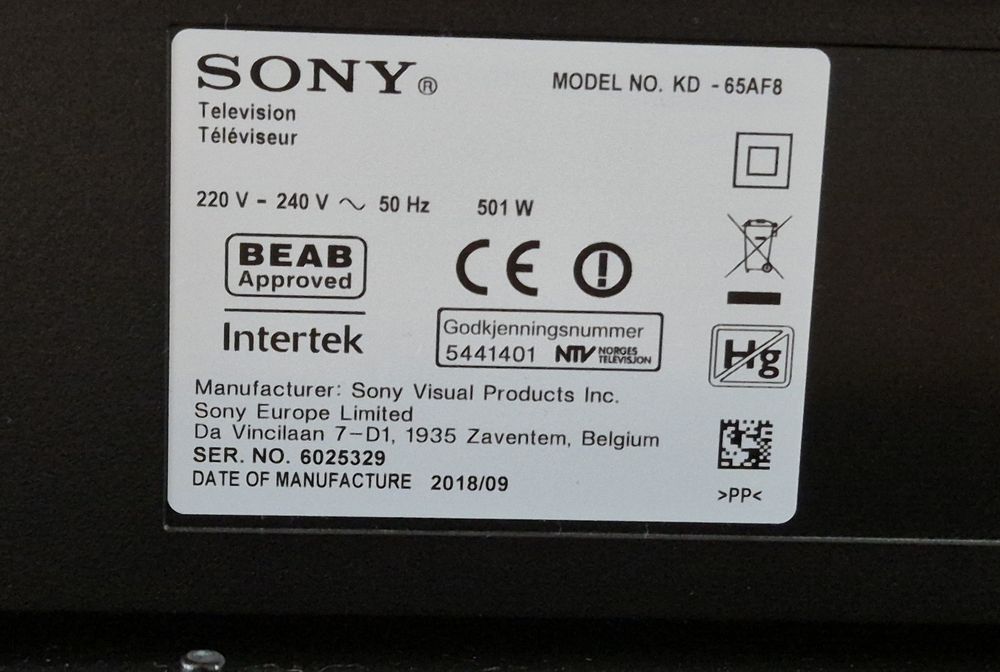 SONY®
MODEL NO. KD - 65AF8
Television
Téléviseur
220 V - 240 V ~ 50 Hz 501 W
BEAB
Approved
Intertek
CE
Godkjenningsnummer
5441401 NTV NORGES
TELEVISJON
Hg
Manufacturer: Sony Visual Products Inc.
Sony Europe Limited
Da Vincilaan 7-D1, 1935 Zaventem, Belgium
SER. NO. 6025329
DATE OF MANUFACTURE 2018/09
>PP<